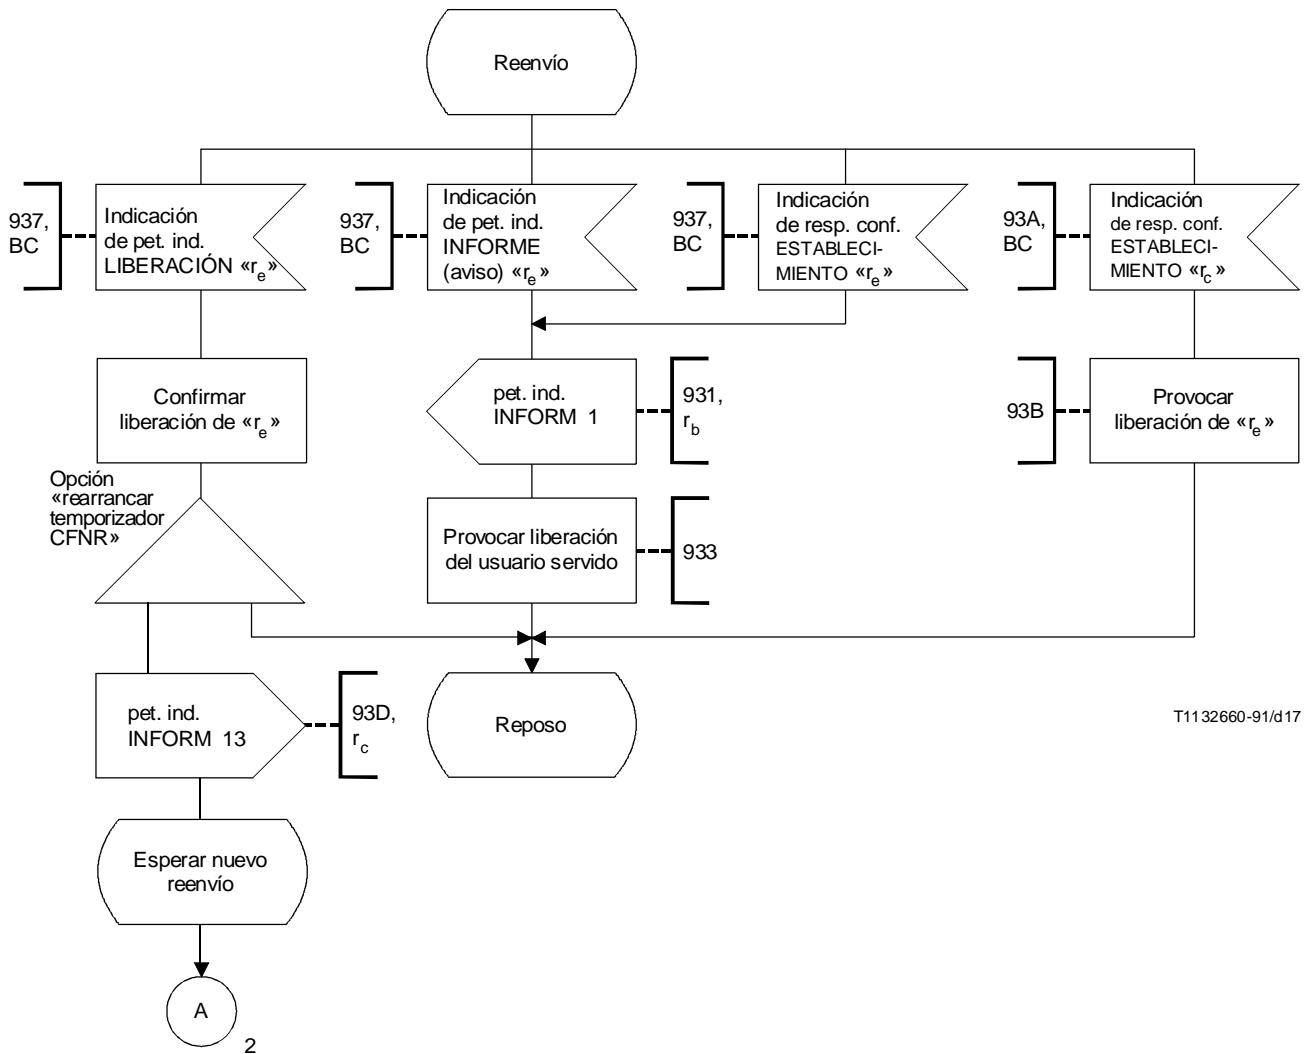 Reenvío
937,
BC
Indicación
de pet. ind.
LIBERACIÓN «re»
937,
BC
Indicación
de pet. ind.
INFORME
(aviso) «re»
937,
BC
Indicación
de resp. conf.
ESTABLECI-
MIENTO «re»
93A,
BC
Indicación
de resp. conf.
ESTABLECI-
MIENTO «rc»
Confirmar
liberación de «re»
pet. ind.
INFORM 1
931,
rb
93B
Provocar
liberación de «re»
Opción
«rearrancar
temporizador
CFNR»
Provocar liberación
del usuario servido
933
pet. ind.
INFORM 13
93D,
rc
Reposo
T1132660-91/d17
Esperar nuevo
reenvío
A
2